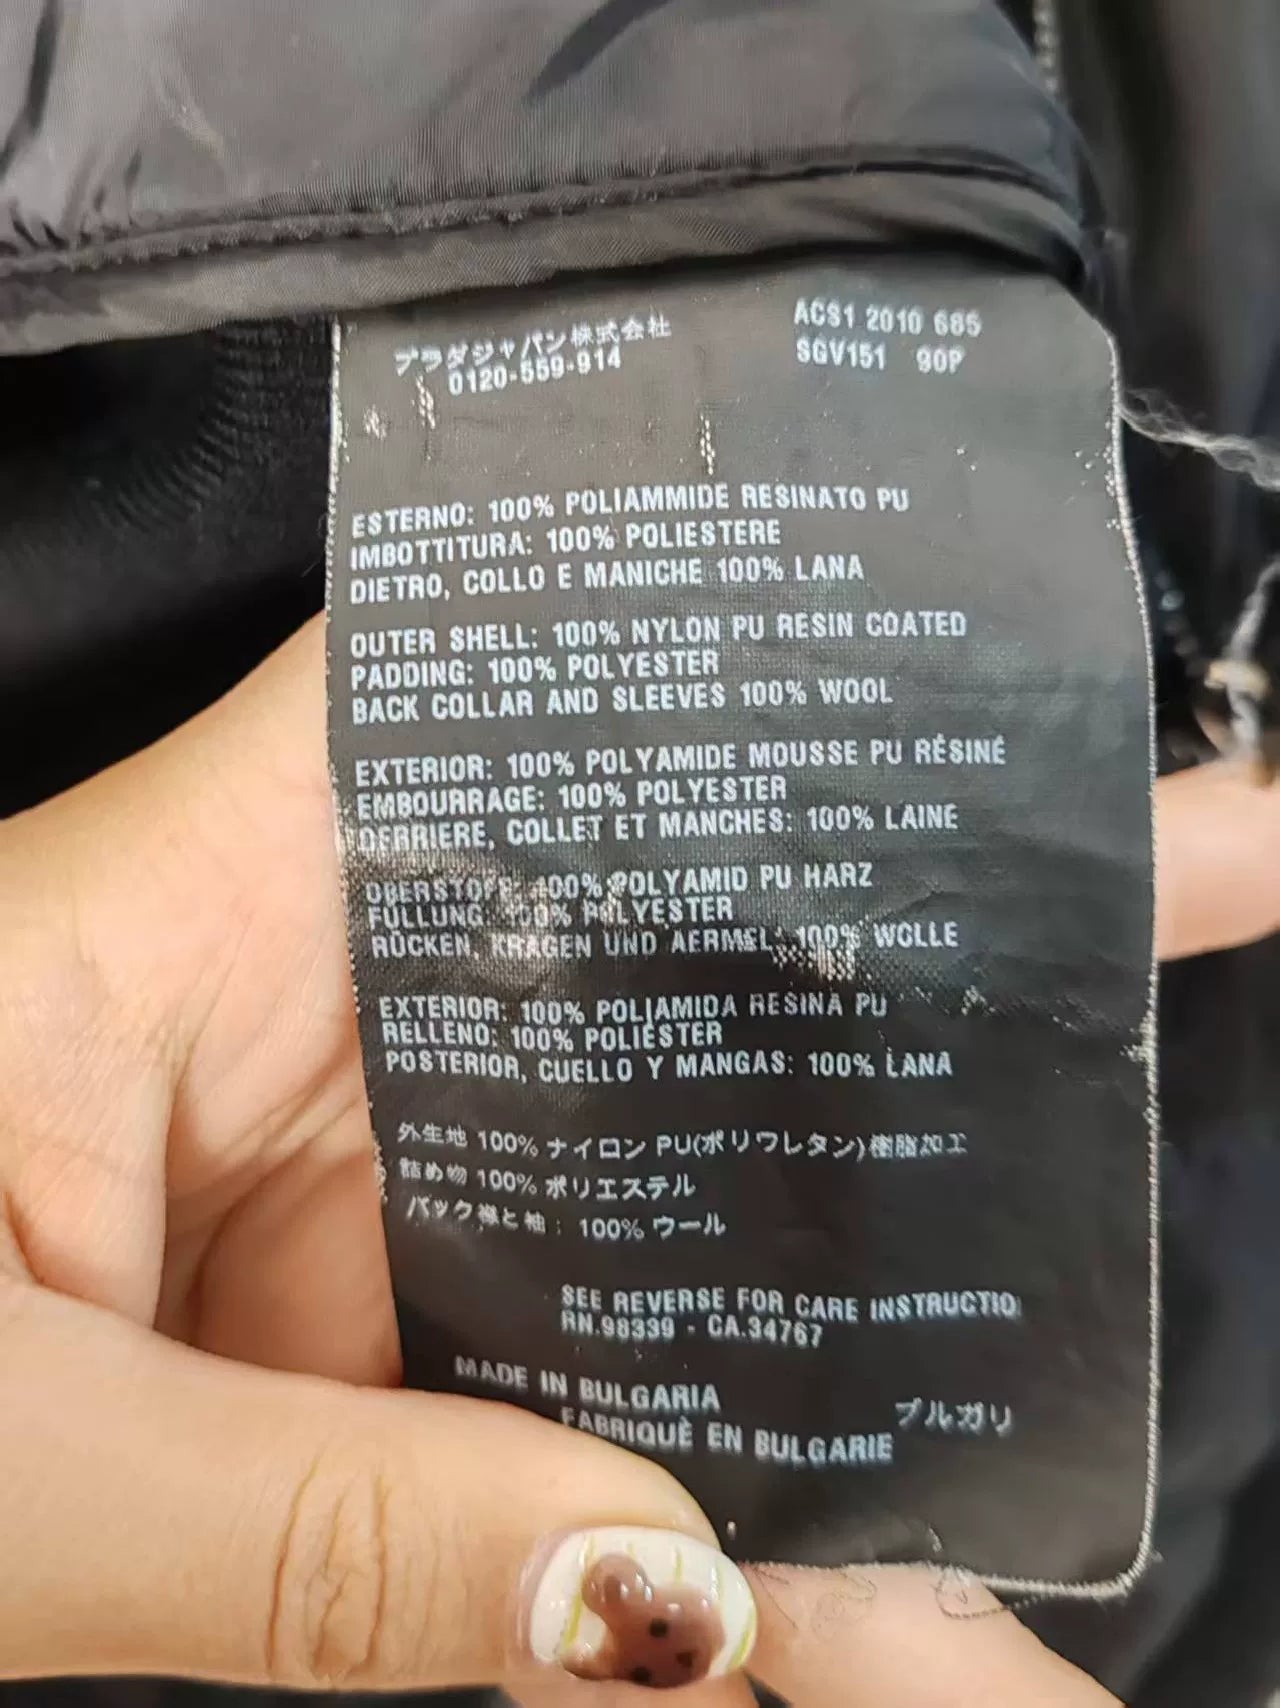 プラダジャパン株式会社
0120-559-914
ACS1 2010 685
SGV151 90P
ESTERNO: 100% POLIAMMIDE RESINATO PU
IMBOTTITURA: 100% POLIESTERE
DIETRO, COLLO E MANICHE 100% LANA
OUTER SHELL: 100% NYLON PU RESIN COATED
PADDING: 100% POLYESTER
BACK COLLAR AND SLEEVES 100% WOOL
EXTERIOR: 100% POLYAMIDE MOUSSE PU RÉSINÉ
EMBOURRAGE: 100% POLYESTER
DERRIERE, COLLET ET MANCHES: 100% LAINE
OBERSTOFF: 100% POLYAMID PU HARZ
FÜLLUNG: 100% POLYESTER
RÜCKEN, KRAGEN UND AERMEL: 100% WOLLE
EXTERIOR: 100% POLIAMIDA RESINA PU
RELLENO: 100% POLIÉSTER
POSTERIOR, CUELLO Y MANGAS: 100% LANA
外生地 100% ナイロン PU(ポリウレタン)樹脂加工
詰め物 100% ポリエステル
バック襟と袖: 100% ウール
SEE REVERSE FOR CARE INSTRUCTIO
RN.98339 - CA.34767
MADE IN BULGARIA
ブルガリ
FABRIQUÈ EN BULGARIE